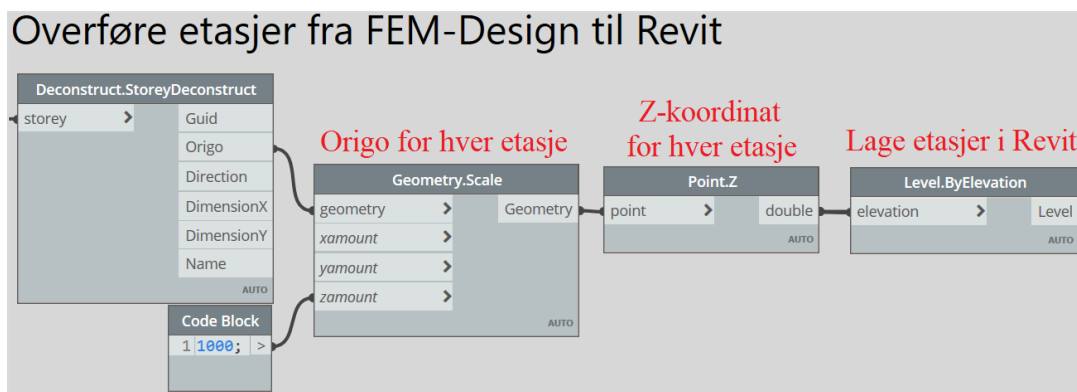 Overføre etasjer fra FEM-Design til Revit
Deconstruct.StoreyDeconstruct
storey >
Guid
Origo
Direction
DimensionX
DimensionY
Name
AUTO
Code Block
1 1000; >
Origo for hver etasje
Geometry.Scale
geometry > Geometry
xamount >
yamount >
zamount >
AUTO
Z-koordinat
for hver etasje
Point.Z
point > double
AUTO
Lage etasjer i Revit
Level.ByElevation
elevation > Level
AUTO